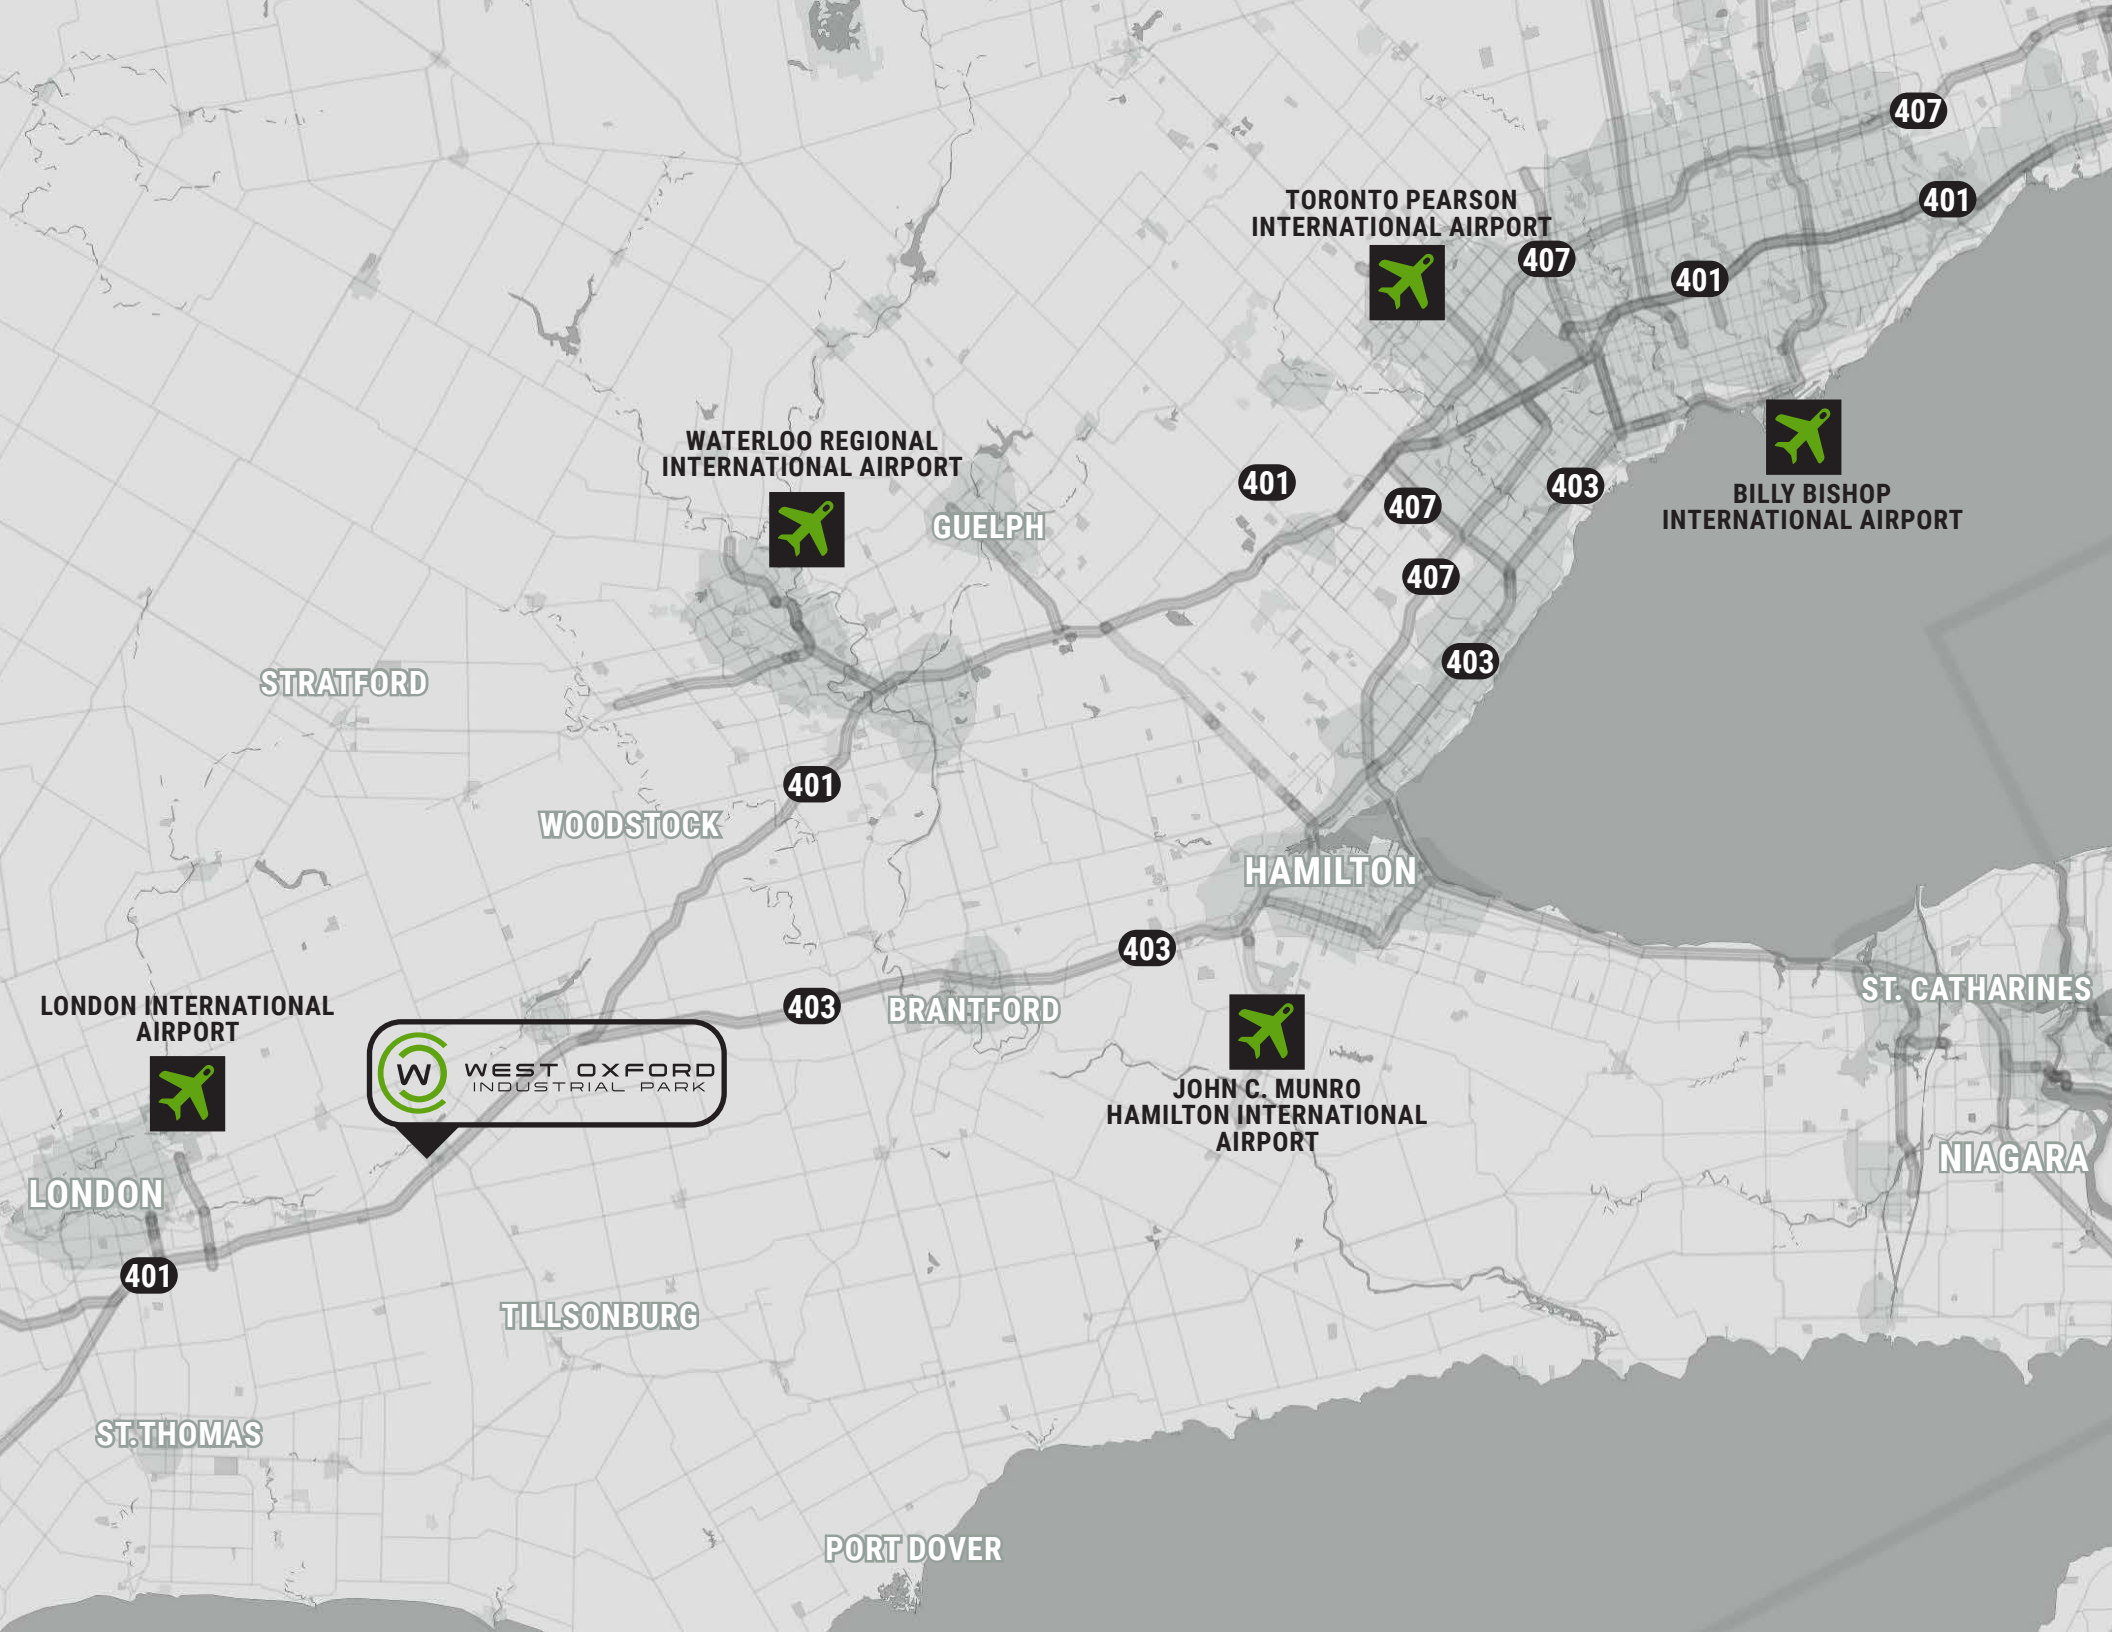 407
TORONTO PEARSON
INTERNATIONAL AIRPORT
401
407
401
WATERLOO REGIONAL
INTERNATIONAL AIRPORT
401
407
403
BILLY BISHOP
INTERNATIONAL AIRPORT
GUELPH
407
403
STRATFORD
401
WOODSTOCK
HAMILTON
403
LONDON INTERNATIONAL
AIRPORT
403
BRANTFORD
ST. CATHARINES
W
WEST OXFORD
INDUSTRIAL PARK
JOHN C. MUNRO
HAMILTON INTERNATIONAL
AIRPORT
NIAGARA
LONDON
401
TILLSONBURG
ST.THOMAS
PORT DOVER